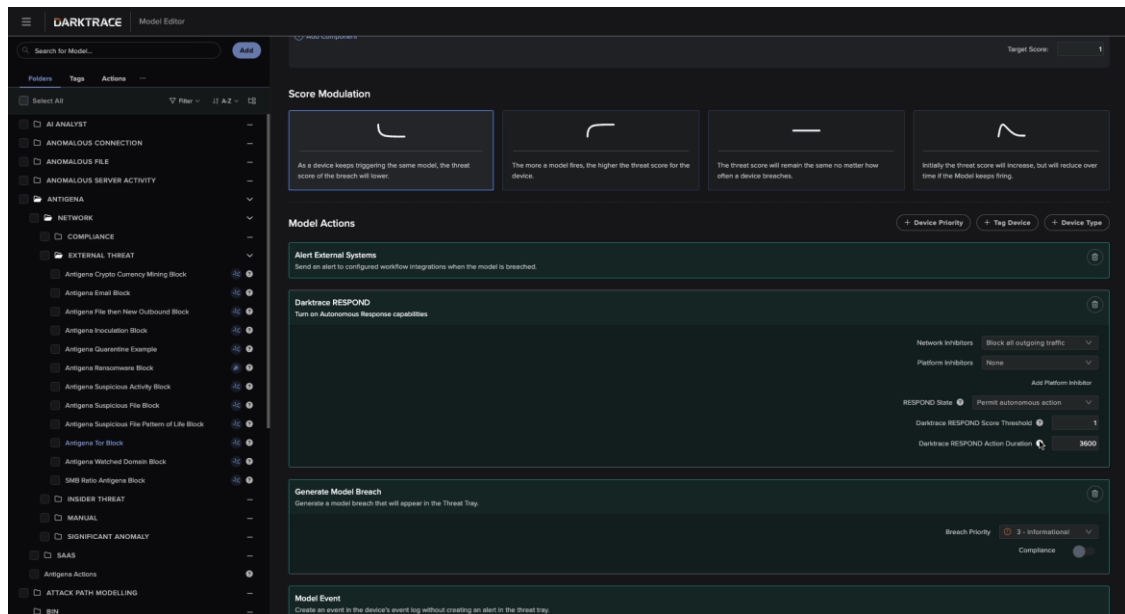 DARKTRACE
Model Editor
Search for Model...
Add
Folders
Tags
Actions
Select All
Filter
A-Z
AI ANALYST
ANOMALOUS CONNECTION
ANOMALOUS FILE
ANOMALOUS SERVER ACTIVITY
ANTIGENA
NETWORK
COMPLIANCE
EXTERNAL THREAT
Antigena Crypto Currency Mining Block
Antigena Email Block
Antigena File then New Outbound Block
Antigena Inoculation Block
Antigena Quarantine Example
Antigena Ransomware Block
Antigena Suspicious Activity Block
Antigena Suspicious File Block
Antigena Suspicious File Pattern of Life Block
Antigena Tor Block
Antigena Watched Domain Block
SMB Ratio Antigena Block
INSIDER THREAT
MANUAL
SIGNIFICANT ANOMALY
SAAS
Antigena Actions
ATTACK PATH MODELLING
BIN
Add Component
Target Score: 1
Score Modulation
As a device keeps triggering the same model, the threat
score of the breach will lower.
The more a model fires, the higher the threat score for the
device.
The threat score will remain the same no matter how
often a device breaches.
Initially the threat score will increase, but will reduce over
time if the Model keeps firing.
Model Actions
+ Device Priority
+ Tag Device
+ Device Type
Alert External Systems
Send an alert to configured workflow integrations when the model is breached.
Darktrace RESPOND
Turn on Autonomous Response capabilities
Network Inhibitors Block all outgoing traffic
Platform Inhibitors None
Add Platform Inhibitor
RESPOND State Permit autonomous action
Darktrace RESPOND Score Threshold 1
Darktrace RESPOND Action Duration 3600
Generate Model Breach
Generate a model breach that will appear in the Threat Tray.
Breach Priority 3 - Informational
Compliance
Model Event
Create an event in the device's event log without creating an alert in the threat tray.